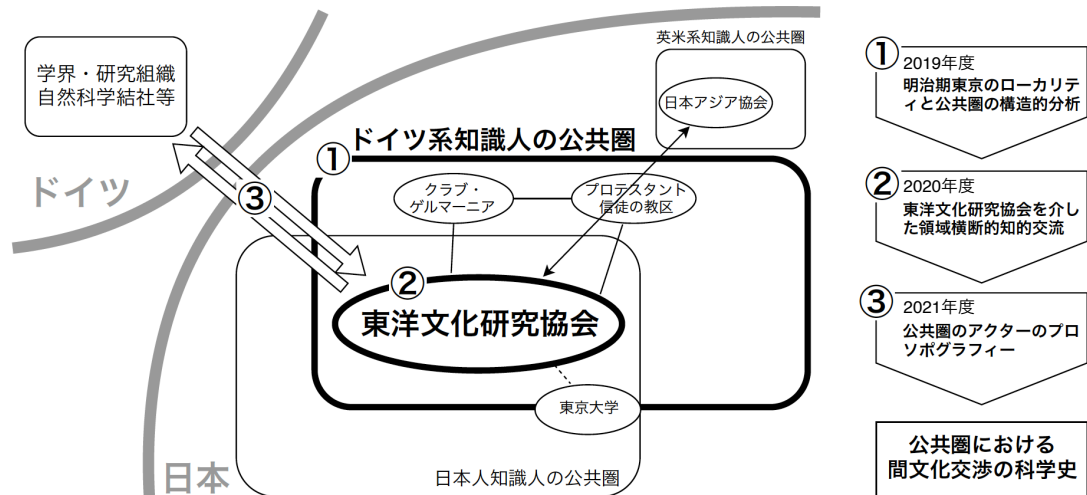 学界・研究組織
自然科学結社等
ドイツ
日本
英米系知識人の公共圏
日本アジア協会
①
ドイツ系知識人の公共圏
クラブ・
ゲルマーニア
プロテスタント
信徒の教区
③
②
東洋文化研究協会
東京大学
日本人知識人の公共圏
①
2019年度
明治期東京のローカリテ
ィと公共圏の構造的分析
②
2020年度
東洋文化研究協会を介し
た領域横断的知的交流
③
2021年度
公共圏のアクターのプロ
ソポグラフィー
公共圏における
間文化交渉の科学史